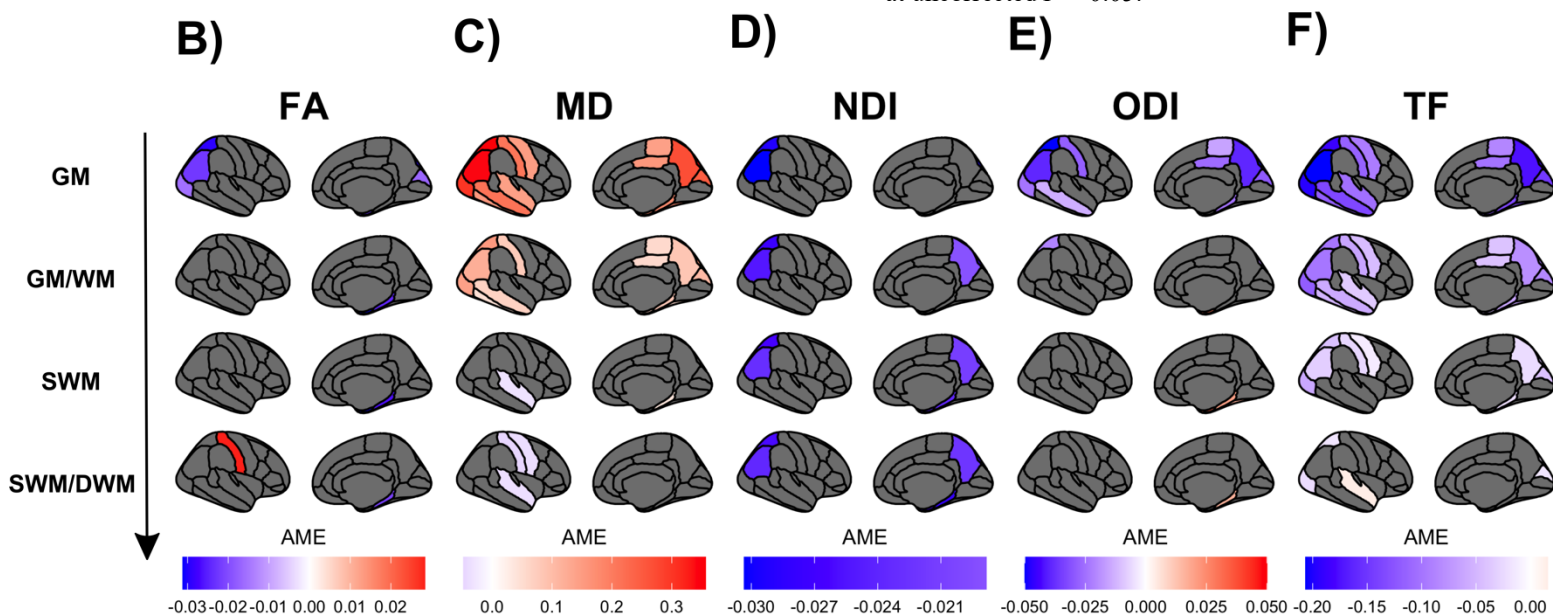 B) C) D) E) F)
FA MD NDI ODI TF
GM
GM/WM
SWM
SWM/DWM
AME AME AME AME AME
-0.03 -0.02 -0.01 0.00 0.01 0.02 0.0 0.1 0.2 0.3 -0.030 -0.027 -0.024 -0.021 -0.050 -0.025 0.000 0.025 0.050 -0.20 -0.15 -0.10 -0.05 0.00